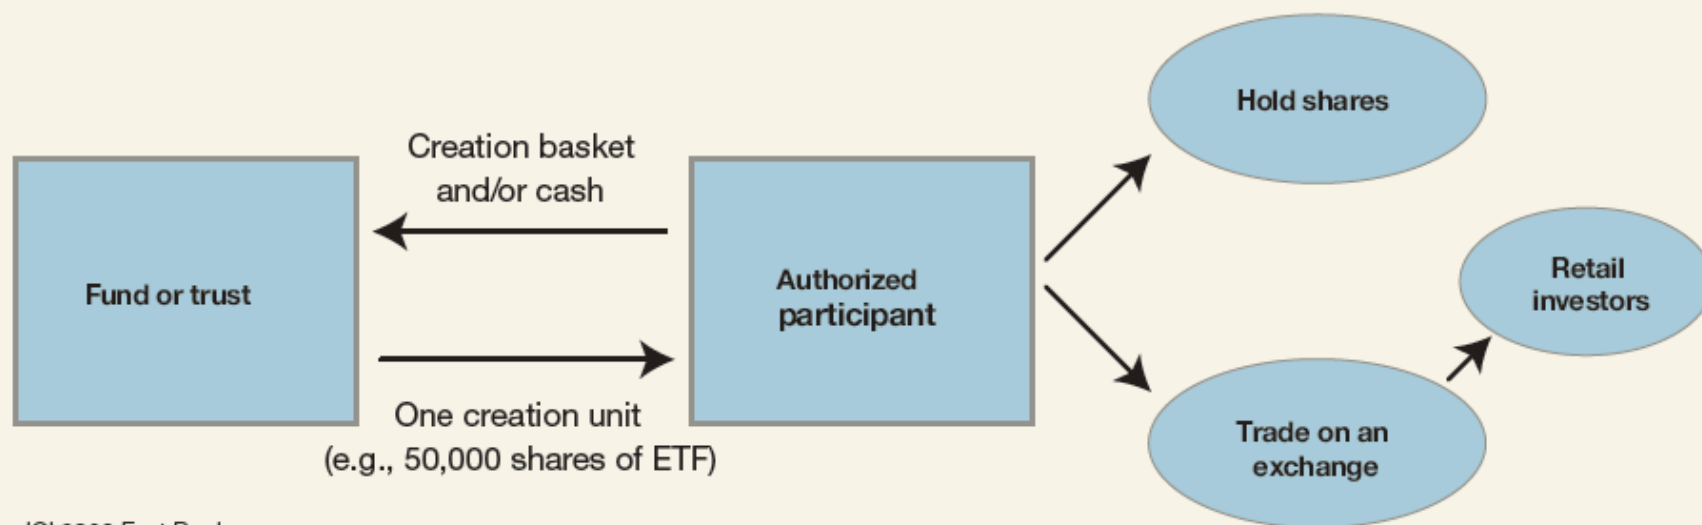 Creation basket
and/or cash
Fund or trust
Authorized
participant
One creation unit
(e.g., 50,000 shares of ETF)
Hold shares
Retail
investors
Trade on an
exchange